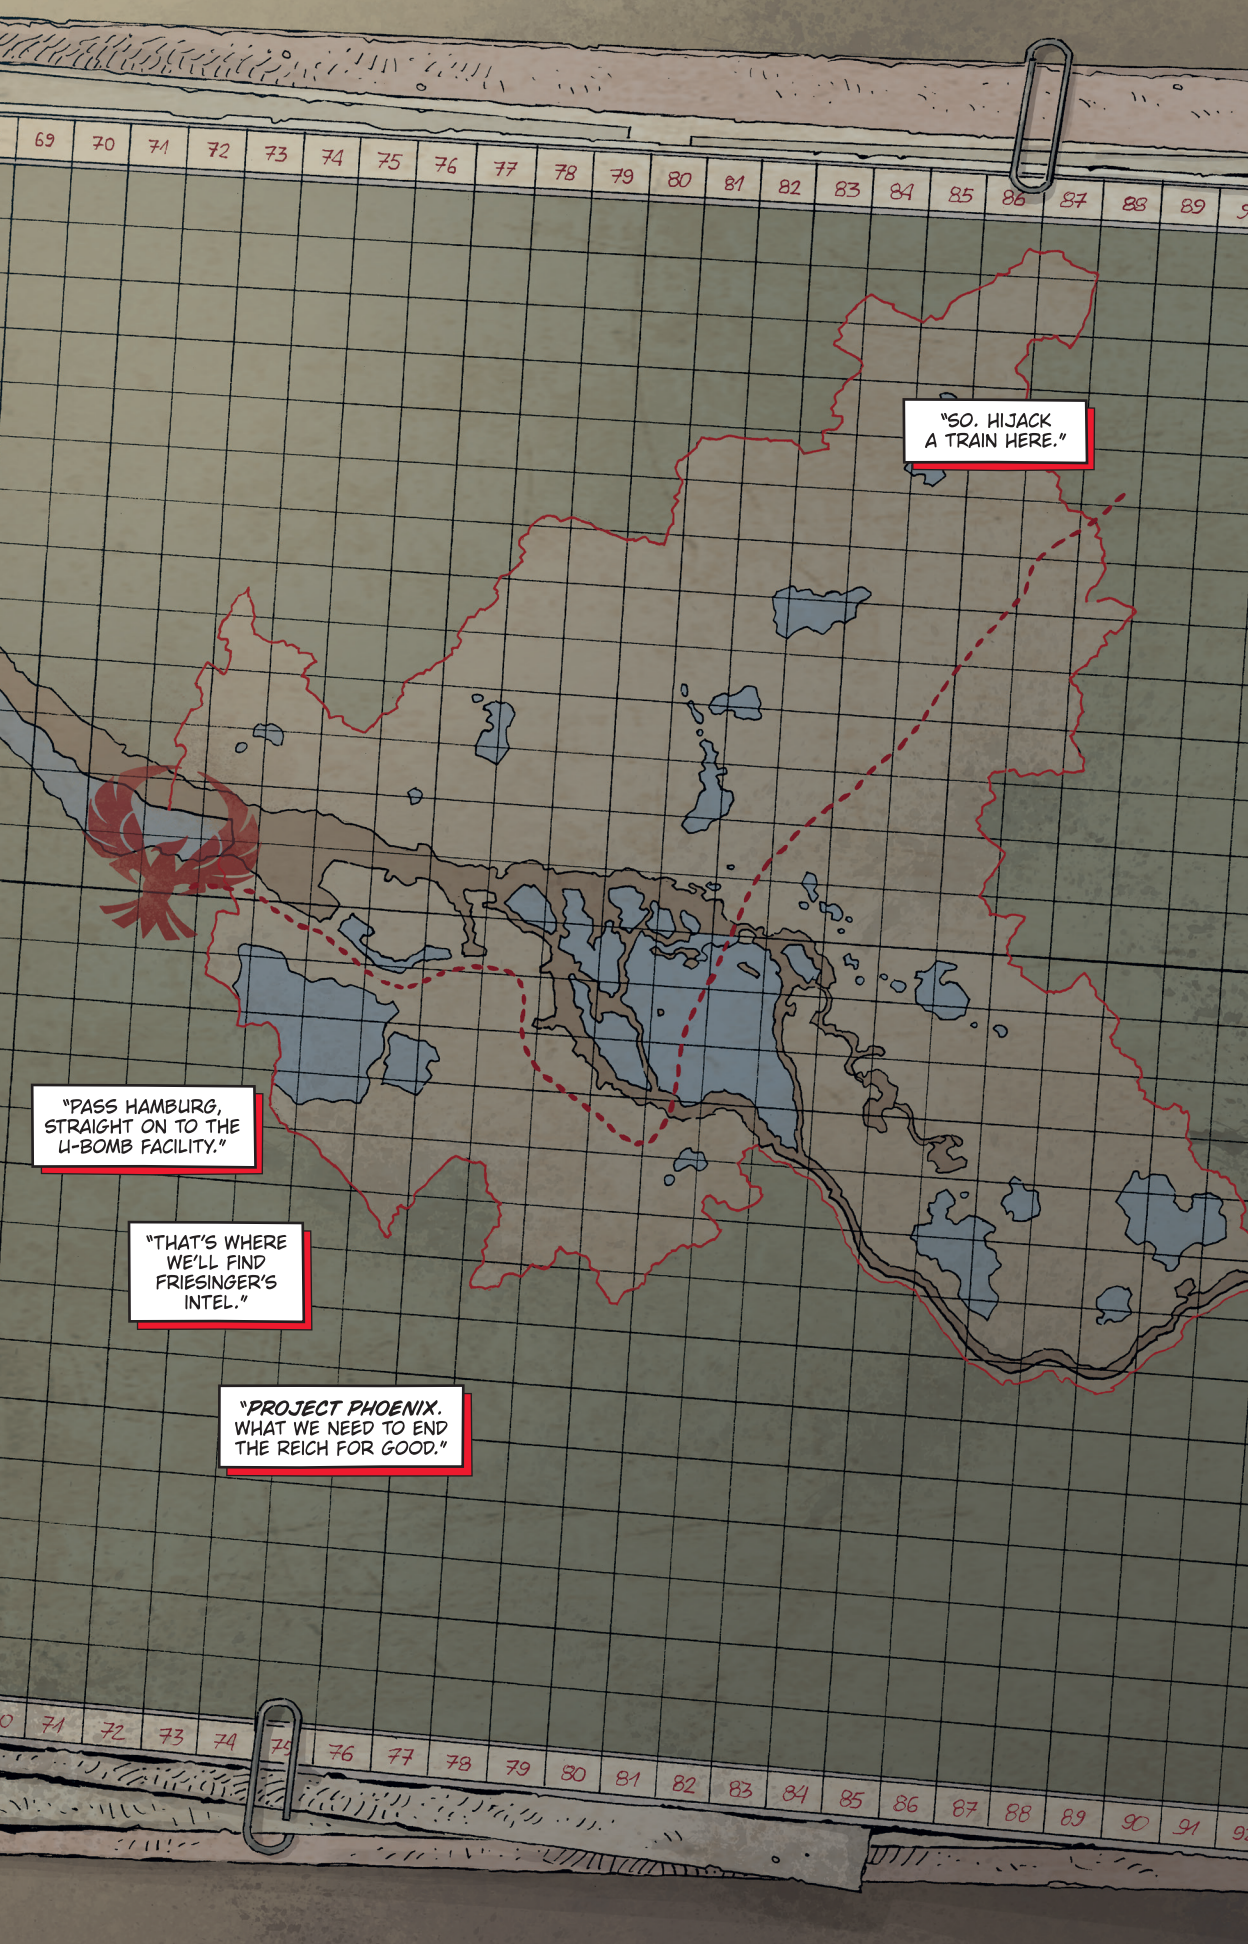 69 70 71 72 73 74 75 76 77 78 79 80 81 82 83 84 85 86 87 88 89
"SO. HIJACK
A TRAIN HERE."
"PASS HAMBURG,
STRAIGHT ON TO THE
U-BOMB FACILITY."
"THAT'S WHERE
WE'LL FIND
FRIESINGER'S
INTEL."
"PROJECT PHOENIX.
WHAT WE NEED TO END
THE REICH FOR GOOD."
71 72 73 74 75 76 77 78 79 80 81 82 83 84 85 86 87 88 89 90 91